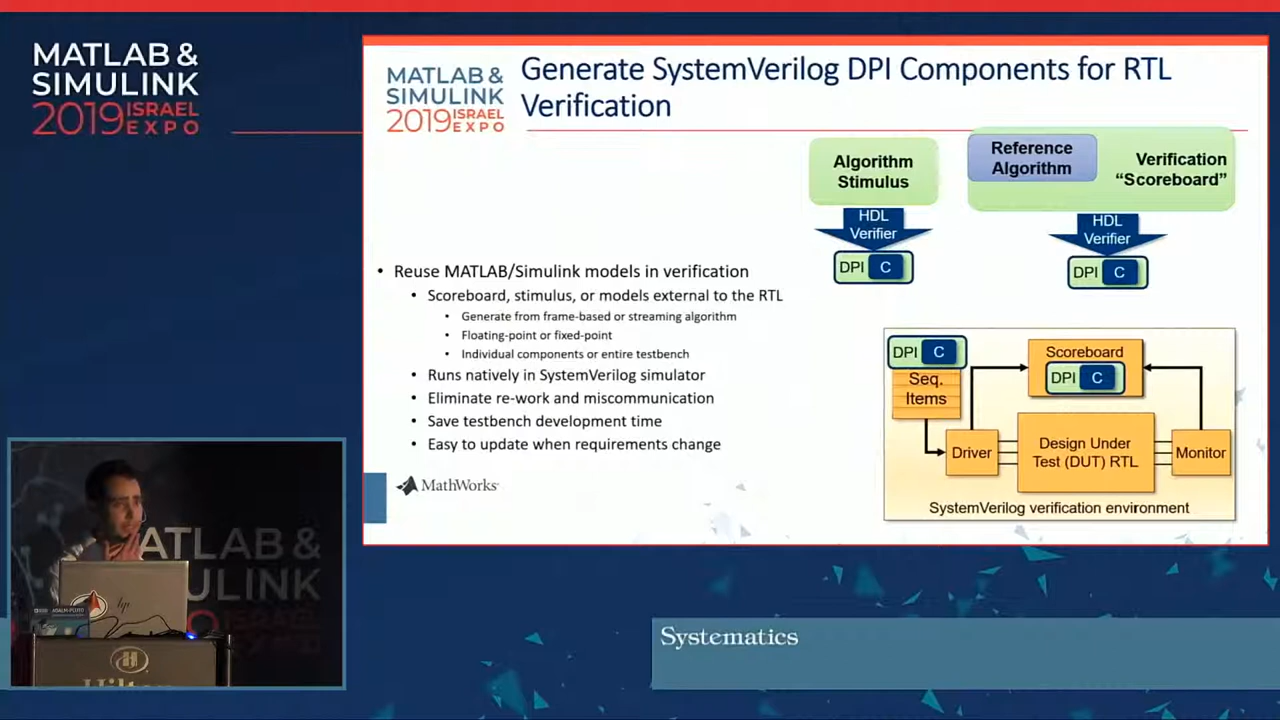 MATLAB &
SIMULINK
2019 ISRAEL
EXPO
MATLAB &
SIMULINK
2019 ISRAEL
EXPO
Generate SystemVerilog DPI Components for RTL
Verification
Algorithm
Stimulus
Reference
Algorithm
Verification
“Scoreboard”
HDL
Verifier
HDL
Verifier
DPI C
DPI C
• Reuse MATLAB/Simulink models in verification
• Scoreboard, stimulus, or models external to the RTL
• Generate from frame-based or streaming algorithm
• Floating-point or fixed-point
• Individual components or entire testbench
• Runs natively in SystemVerilog simulator
• Eliminate re-work and miscommunication
• Save testbench development time
• Easy to update when requirements change
MathWorks
DPI C
Seq.
Items
Scoreboard
DPI C
Driver
Design Under
Test (DUT) RTL
Monitor
SystemVerilog verification environment
ATLAB &
ULINK
hp
Hilton
Systematics